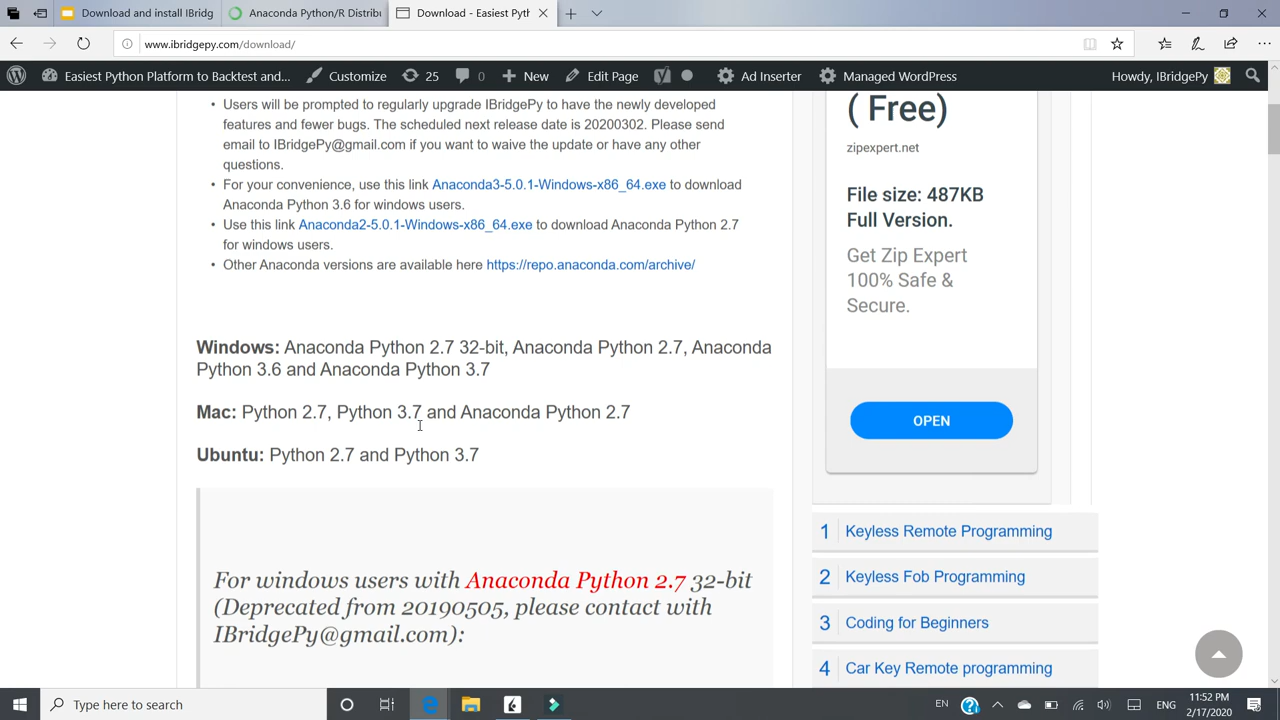 Download and install IBridg
Anaconda Python/R Distribu
Download - Easiest Pyth
www.ibridgepy.com/download/
Easiest Python Platform to Backtest and...
Customize
25
0
New
Edit Page
Ad Inserter
Managed WordPress
Howdy, IBridgePy
• Users will be prompted to regularly upgrade IBridgePy to have the newly developed
features and fewer bugs. The scheduled next release date is 20200302. Please send
email to IBridgePy@gmail.com if you want to waive the update or have any other
questions.
• For your convenience, use this link Anaconda3-5.0.1-Windows-x86_64.exe to download
Anaconda Python 3.6 for windows users.
• Use this link Anaconda2-5.0.1-Windows-x86_64.exe to download Anaconda Python 2.7
for windows users.
• Other Anaconda versions are available here https://repo.anaconda.com/archive/
Windows: Anaconda Python 2.7 32-bit, Anaconda Python 2.7, Anaconda
Python 3.6 and Anaconda Python 3.7
Mac: Python 2.7, Python 3.7 and Anaconda Python 2.7
Ubuntu: Python 2.7 and Python 3.7
For windows users with Anaconda Python 2.7 32-bit
(Deprecated from 20190505, please contact with
IBridgePy@gmail.com):
( Free)
zipexpert.net
File size: 487KB
Full Version.
Get Zip Expert
100% Safe &
Secure.
OPEN
1 Keyless Remote Programming
2 Keyless Fob Programming
3 Coding for Beginners
4 Car Key Remote programming
Type here to search
EN
ENG
11:52 PM
2/17/2020